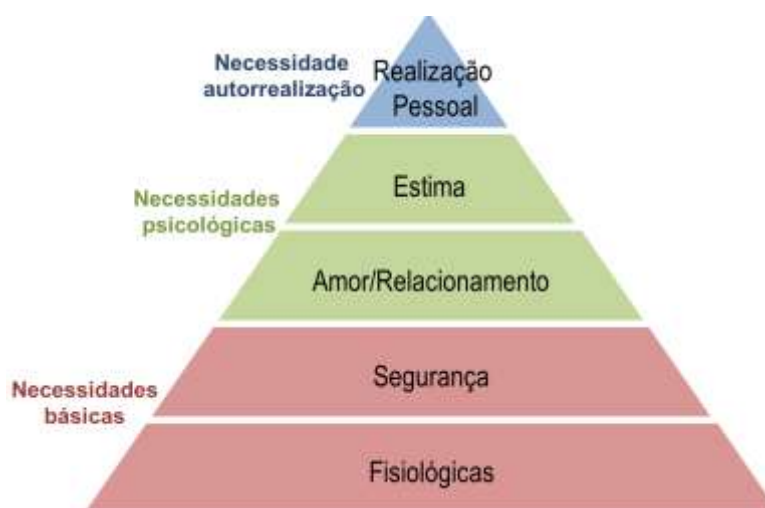 Necessidade
autorrealização
Realização
Pessoal
Necessidades
psicológicas
Estima
Amor/Relacionamento
Necessidades
básicas
Segurança
Fisiológicas